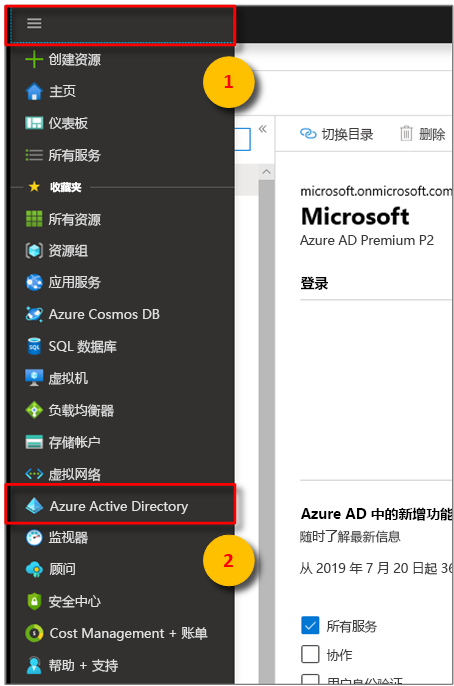 创建资源
主页
仪表板
所有服务
收藏夹
所有资源
资源组
应用服务
Azure Cosmos DB
SQL 数据库
虚拟机
负载均衡器
存储帐户
虚拟网络
Azure Active Directory
监视器
顾问
安全中心
Cost Management + 账单
帮助 + 支持
1
2
切换目录
删除
microsoft.onmicrosoft.com
Microsoft
Azure AD Premium P2
登录
Azure AD 中的新增功能
随时了解最新信息
从 2019 年 7 月 20 日起 36
所有服务
协作
用户身份验证